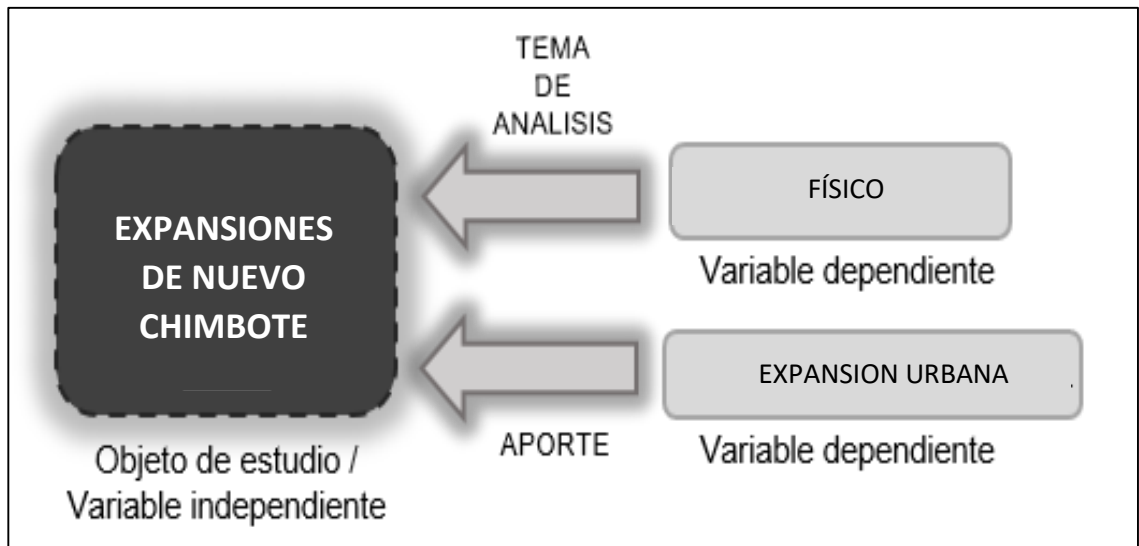 TEMA
DE
ANALISIS
EXPANSIONES
DE NUEVO
CHIMBOTE
FÍSICO
Variable dependiente
EXPANSION URBANA
APORTE
Variable dependiente
Objeto de estudio /
Variable independiente